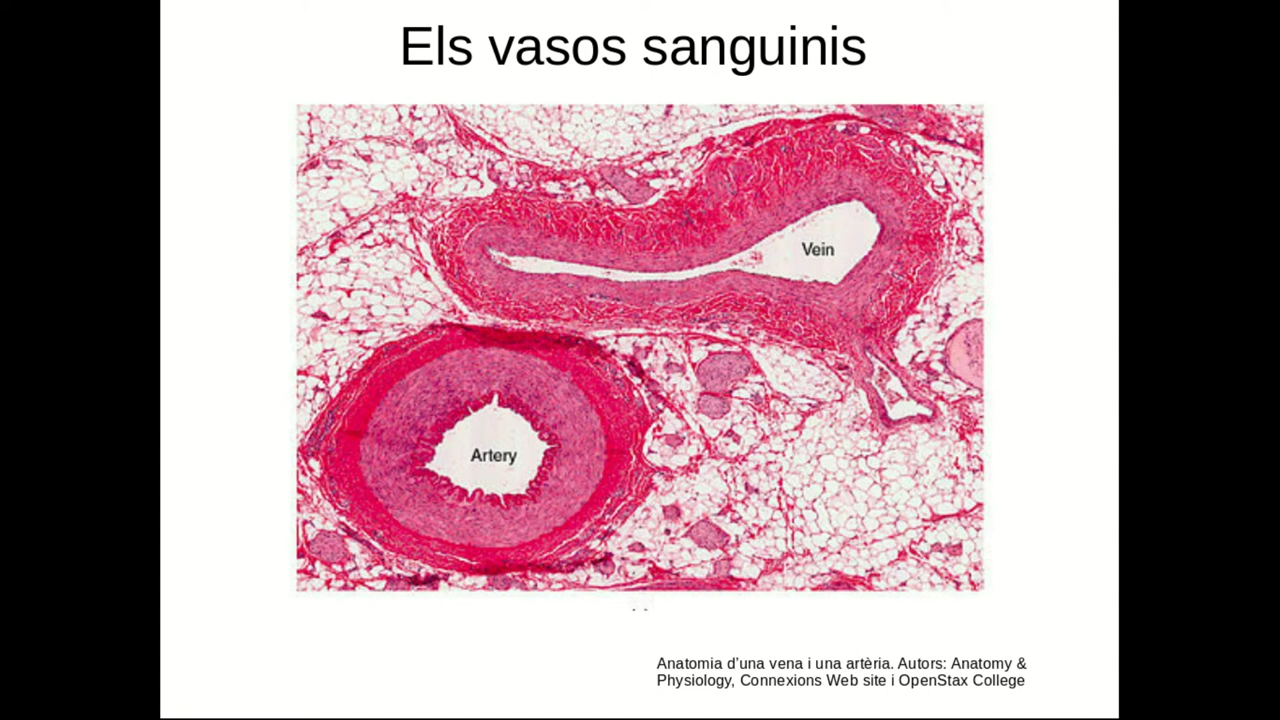 Els vasos sanguinis
Vein
Artery
Anatomia d'una vena i una artèria. Autors: Anatomy &
Physiology, Connexions Web site i OpenStax College